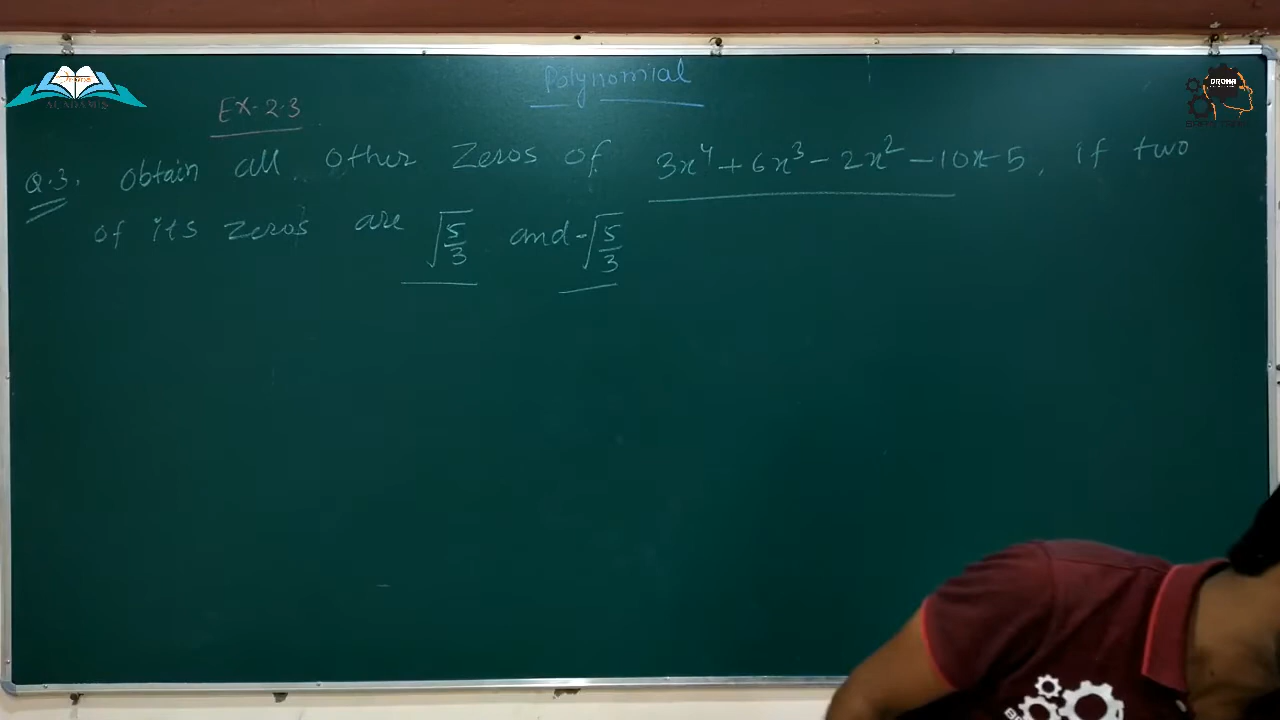 Polynomial
Ex-2.3
Q.3. obtain all other Zeros of 3x⁴+6x³-2x²-10x-5, if two
of its zeros are √5/3 and -√5/3
DRONA